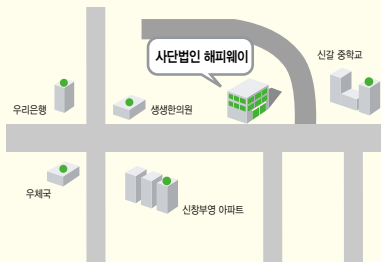 사단법인 해피웨이
신갈 중학교
우리은행
생생한의원
우체국
신창부영 아파트